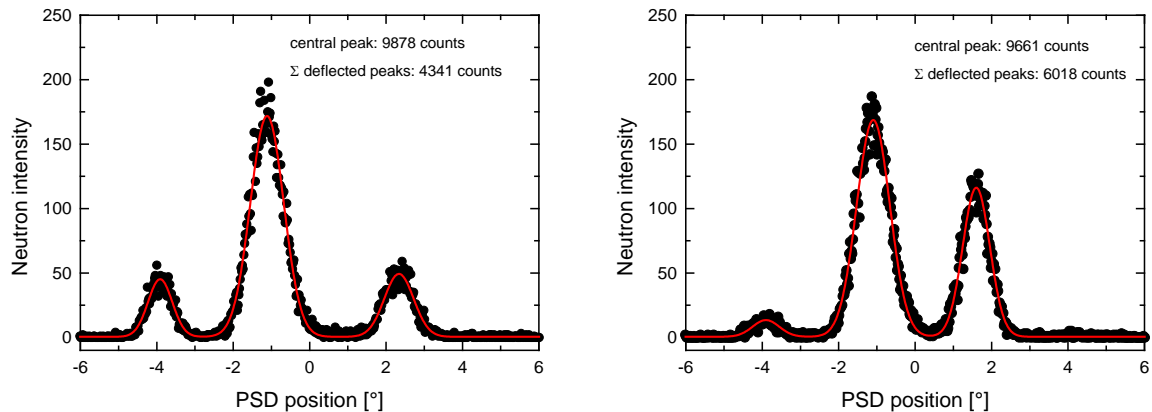 250
200
150
100
50
0
Neutron intensity
central peak: 9878 counts
Σ deflected peaks: 4341 counts
-6 -4 -2 0 2 4 6
PSD position [°]
250
200
150
100
50
0
Neutron intensity
central peak: 9661 counts
Σ deflected peaks: 6018 counts
-6 -4 -2 0 2 4 6
PSD position [°]